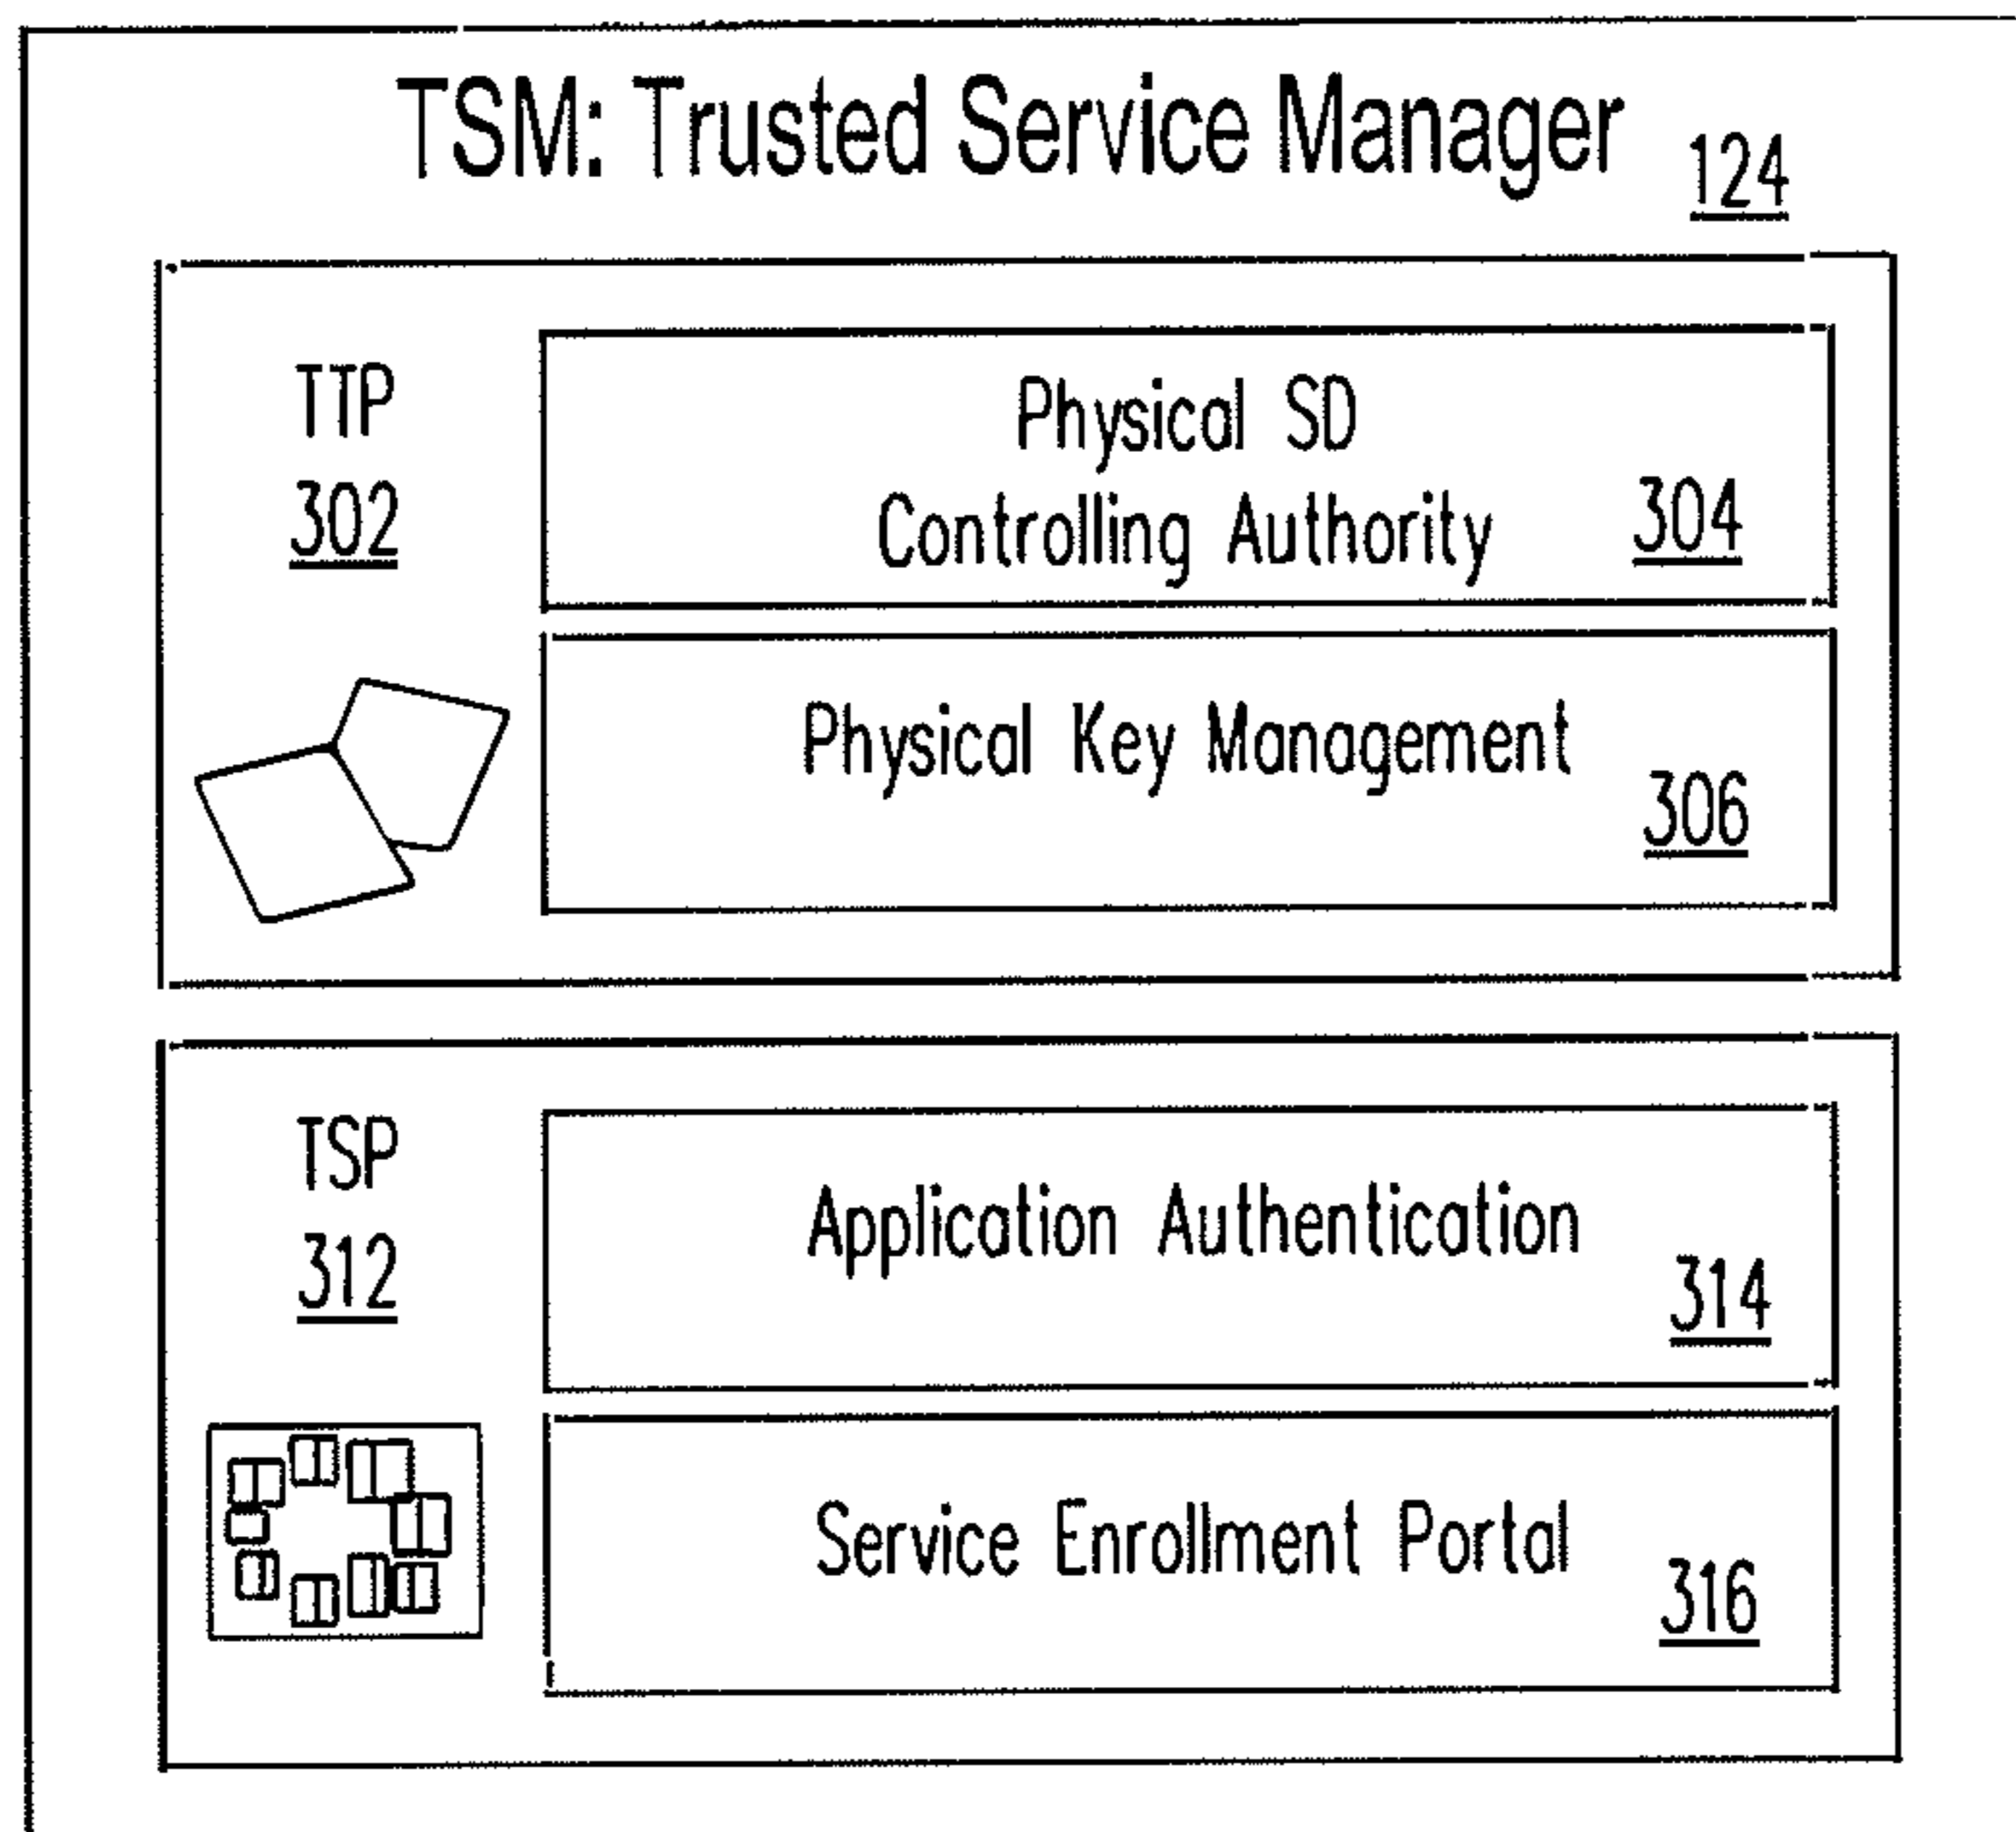 TSM: Trusted Service Manager 124
TTP
302
Physical SD
Controlling Authority 304
Physical Key Management
306
TSP
312
Application Authentication
314
Service Enrollment Portal
316